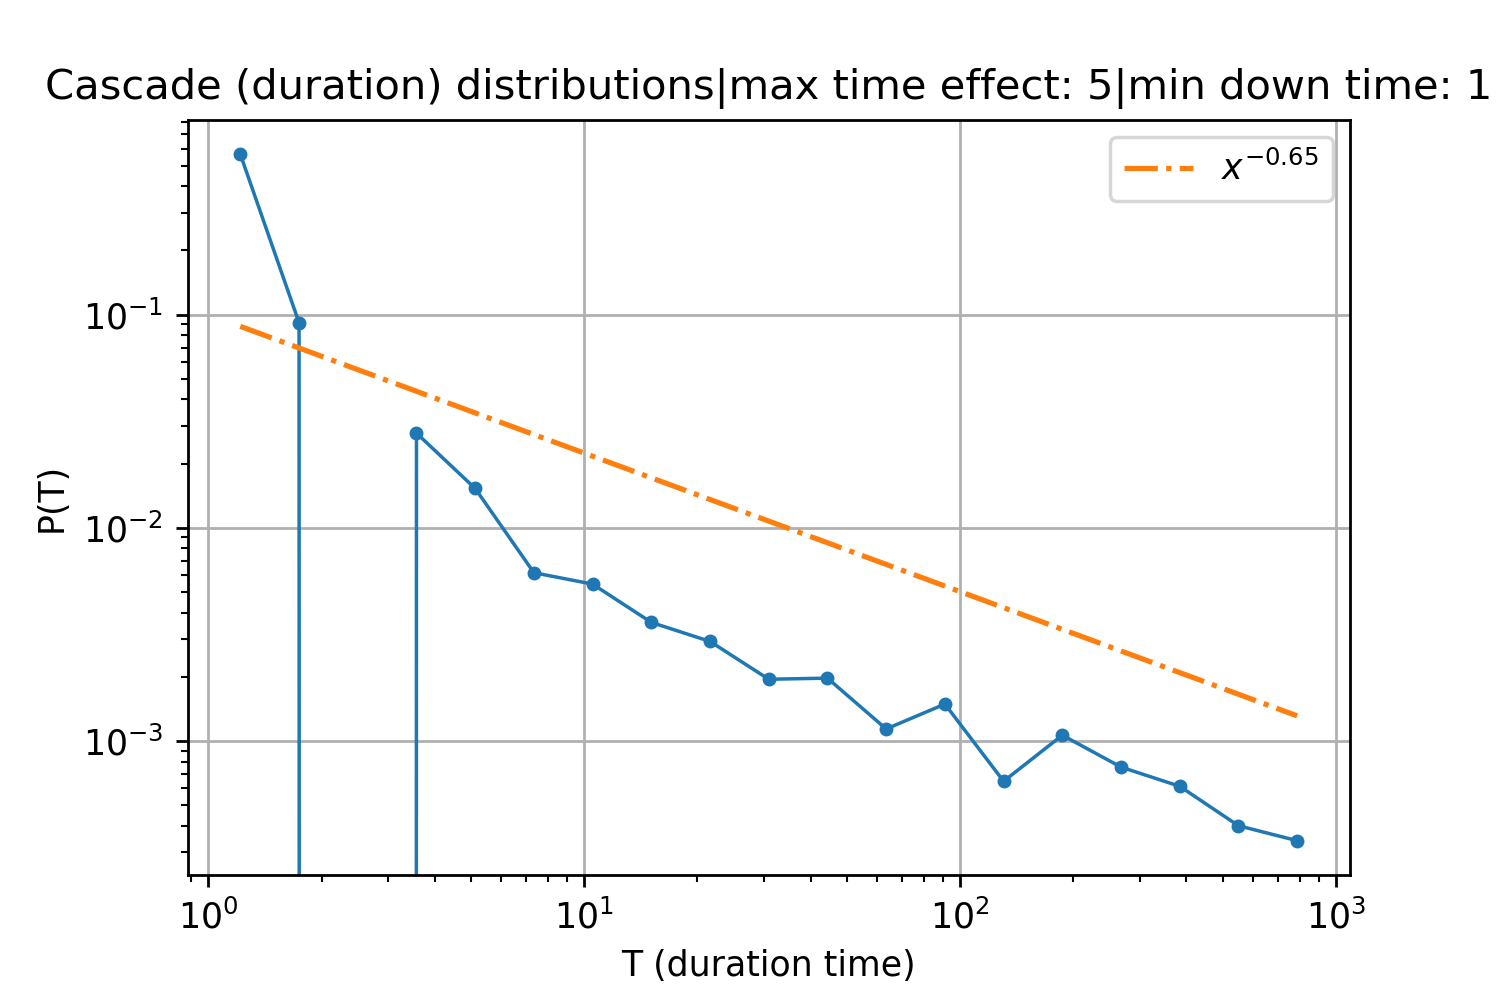 Cascade (duration) distributions|max time effect: 5|min down time: 1
x^{-0.65}
P(T)
10^{-1}
10^{-2}
10^{-3}
10^0 10^1 10^2 10^3
T (duration time)